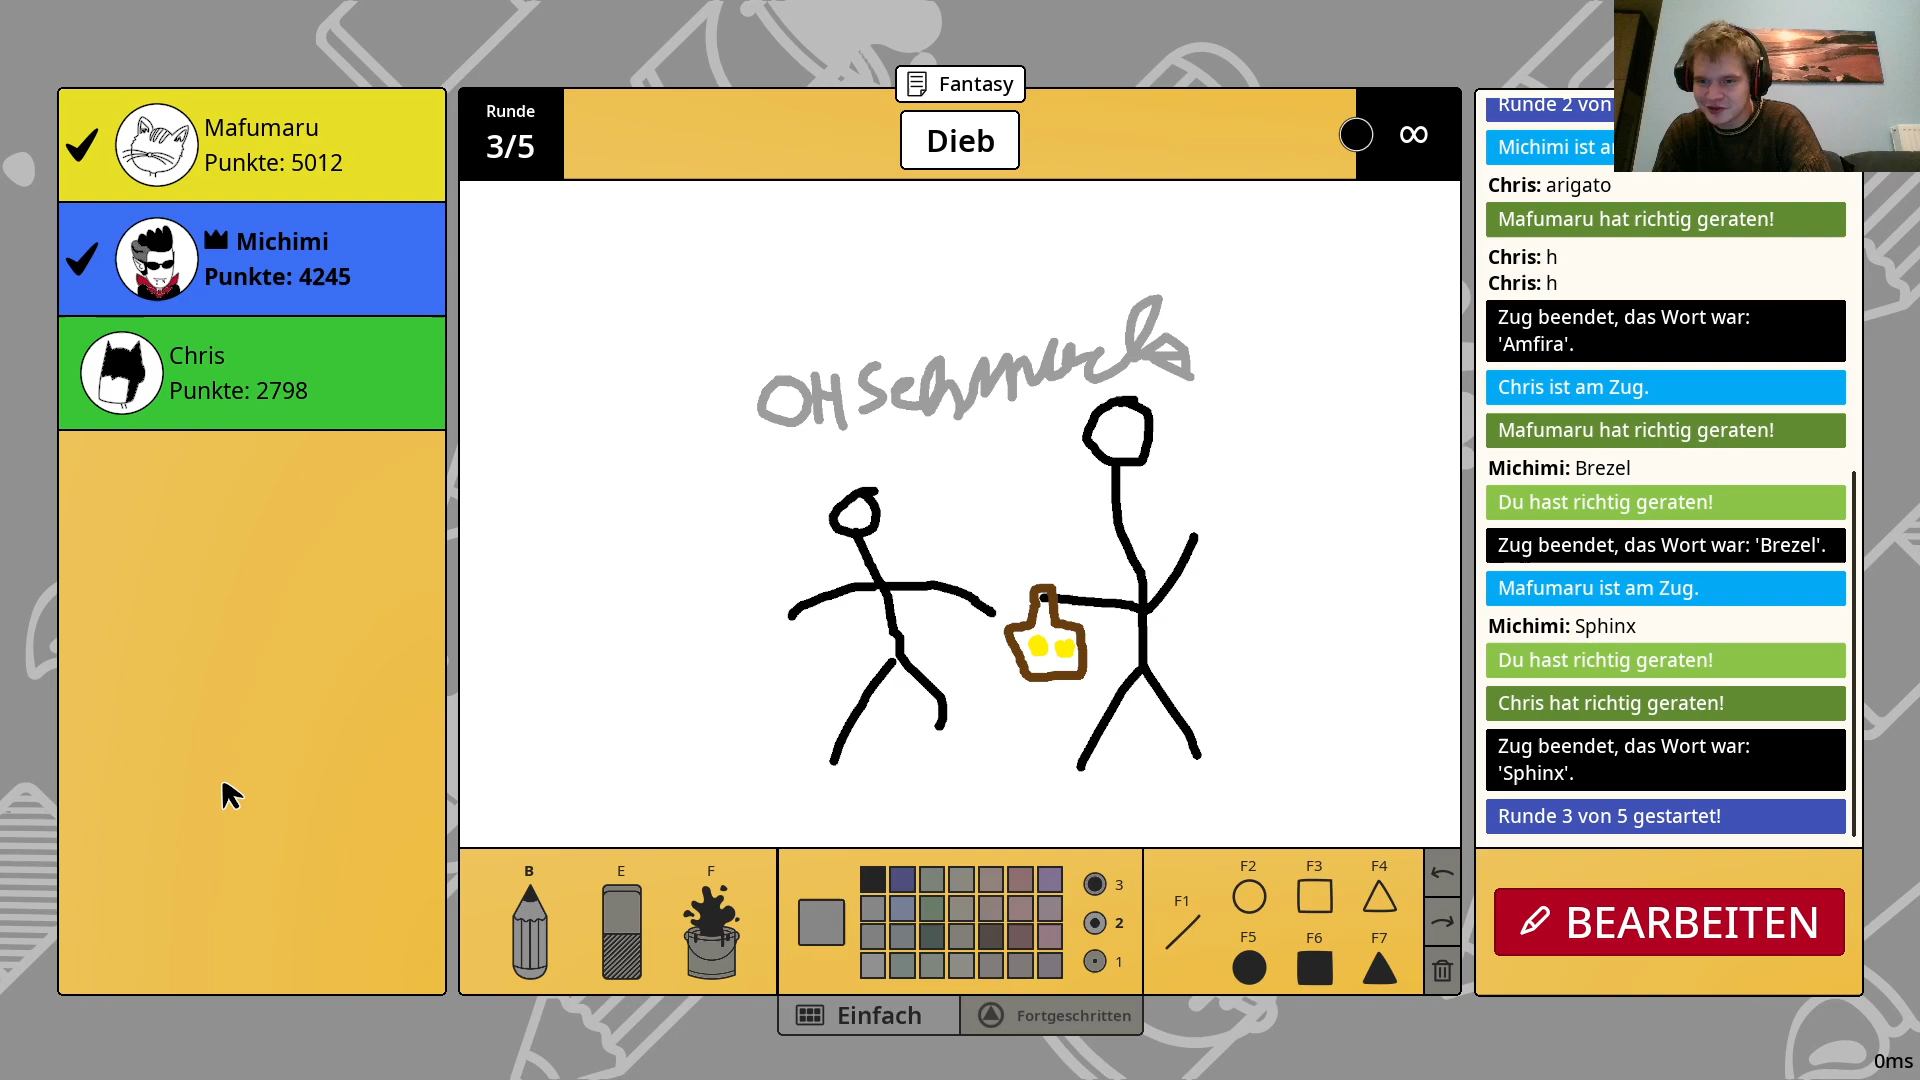 Fantasy
Runde
3/5
Dieb
∞
Mafumaru
Punkte: 5012
Michimi
Punkte: 4245
Chris
Punkte: 2798
OH Schmuck
Runde 2 von
Michimi ist a
Chris: arigato
Mafumaru hat richtig geraten!
Chris: h
Chris: h
Zug beendet, das Wort war:
'Amfira'.
Chris ist am Zug.
Mafumaru hat richtig geraten!
Michimi: Brezel
Du hast richtig geraten!
Zug beendet, das Wort war: 'Brezel'.
Mafumaru ist am Zug.
Michimi: Sphinx
Du hast richtig geraten!
Chris hat richtig geraten!
Zug beendet, das Wort war:
'Sphinx'.
Runde 3 von 5 gestartet!
B E F
3
2
1
F1
F2 F3 F4
F5 F6 F7
BEARBEITEN
Einfach
Fortgeschritten
0ms